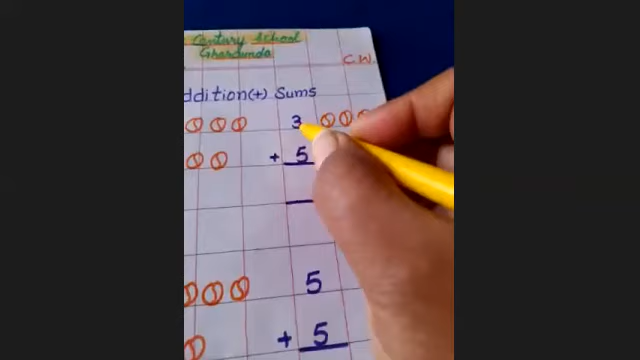 Century School
Gharaunda
C.W.
ddition(+) Sums
3
+ 5
5
+ 5